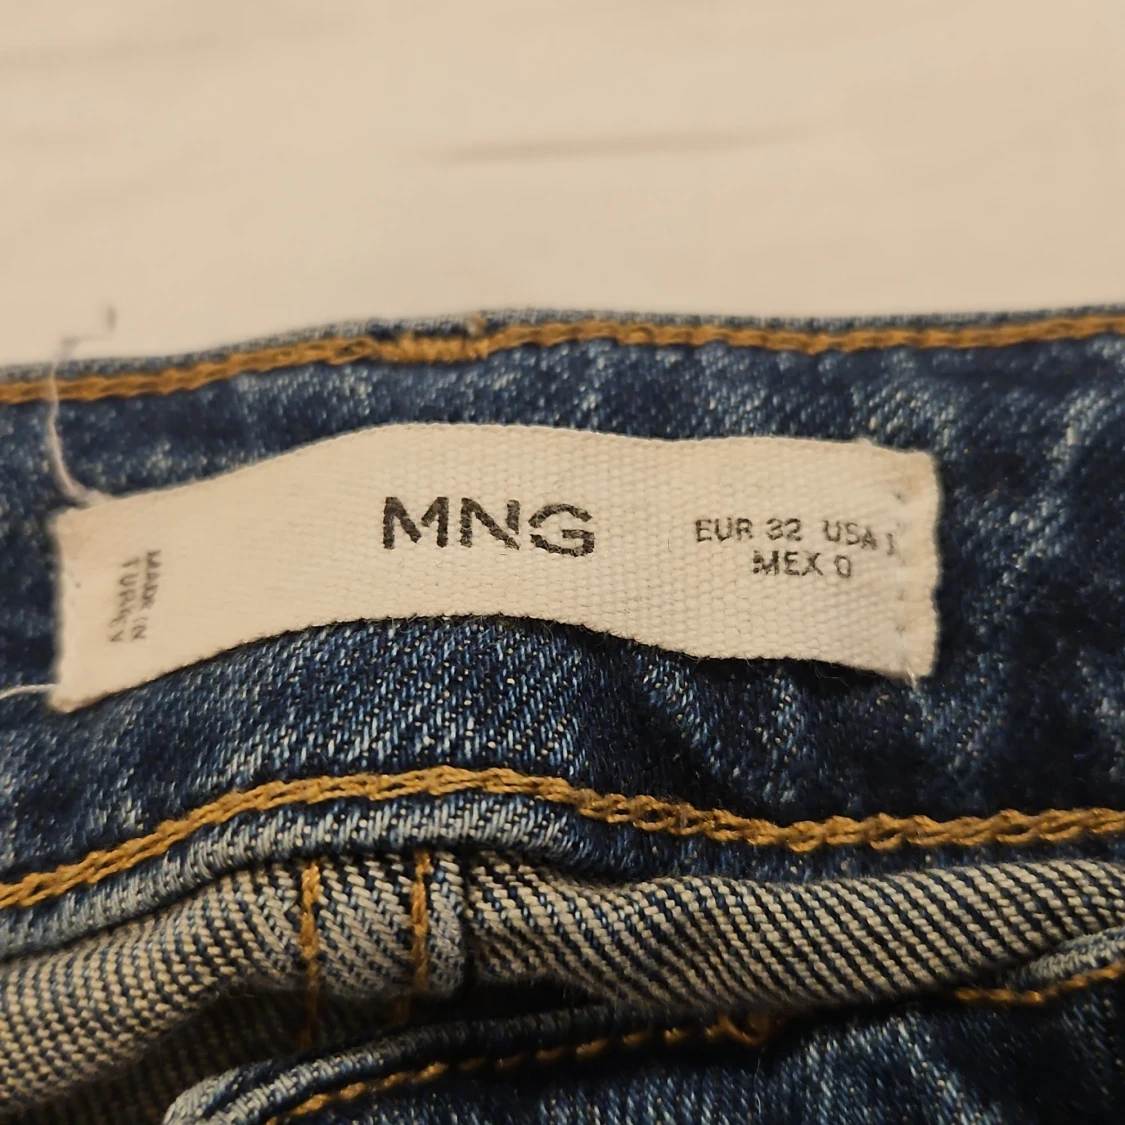 MNG
EUR 32 USA 1
MEX 0
MADE IN
TURKEY